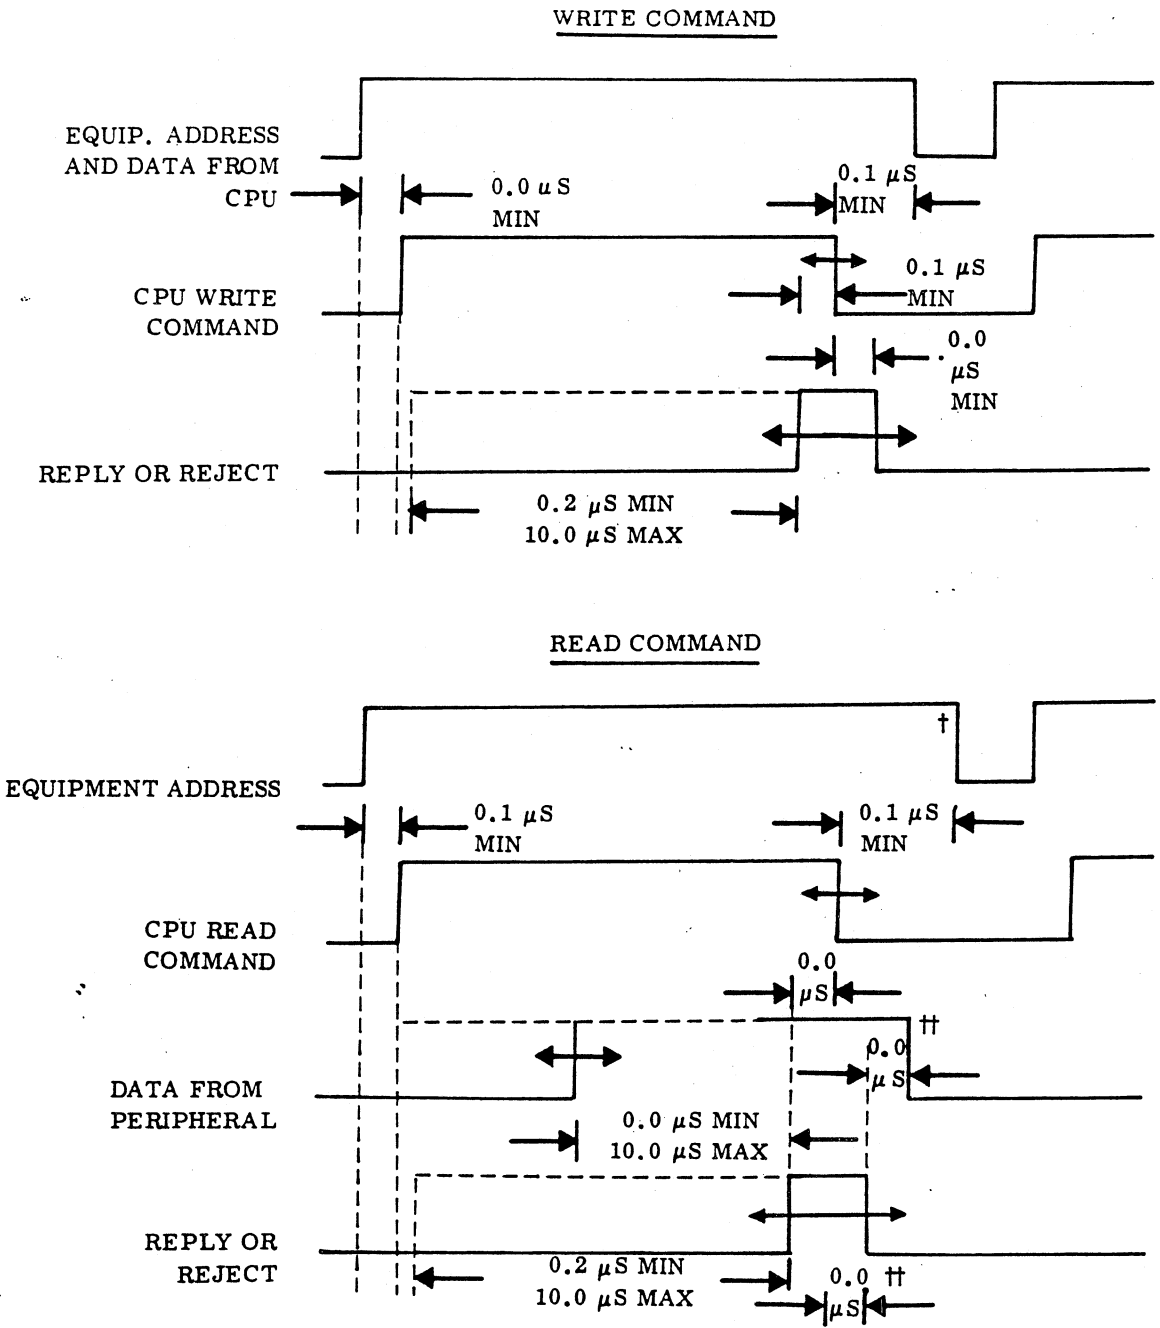 WRITE COMMAND
EQUIP. ADDRESS
AND DATA FROM
CPU
0.0 uS
MIN
0.1 μS
MIN
CPU WRITE
COMMAND
0.1 μS
MIN
0.0
μS
MIN
REPLY OR REJECT
0.2 μS MIN
10.0 μS MAX
READ COMMAND
†
EQUIPMENT ADDRESS
0.1 μS
MIN
0.1 μS
MIN
CPU READ
COMMAND
0.0
μS
††
0.0
μS
DATA FROM
PERIPHERAL
0.0 μS MIN
10.0 μS MAX
REPLY OR
REJECT
0.2 μS MIN
10.0 μS MAX
0.0 ††
μS